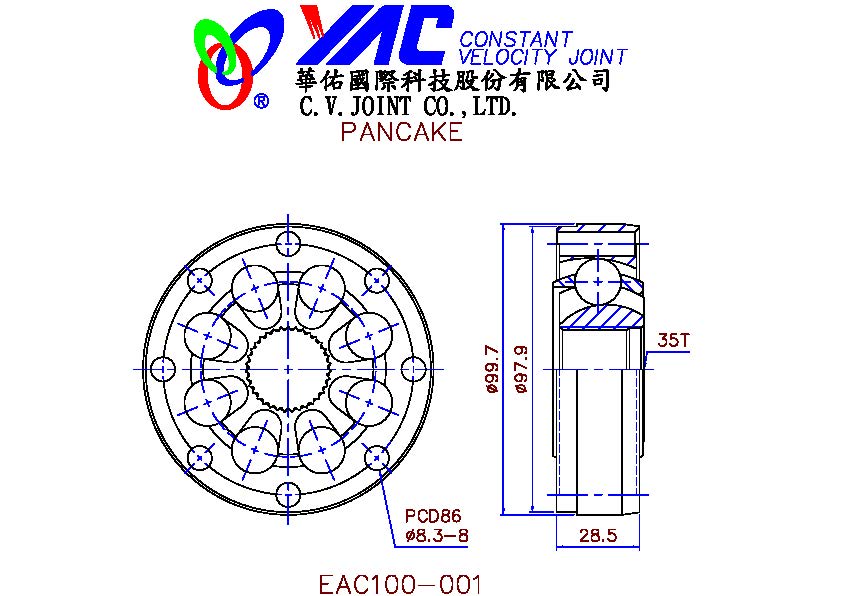 YAC CONSTANT
VELOCITY JOINT
®
華佑國際科技股份有限公司
C.V.JOINT CO.,LTD.
PANCAKE
35T
ø99.7
ø97.9
PCD86
ø8.3-8
28.5
EAC100-001